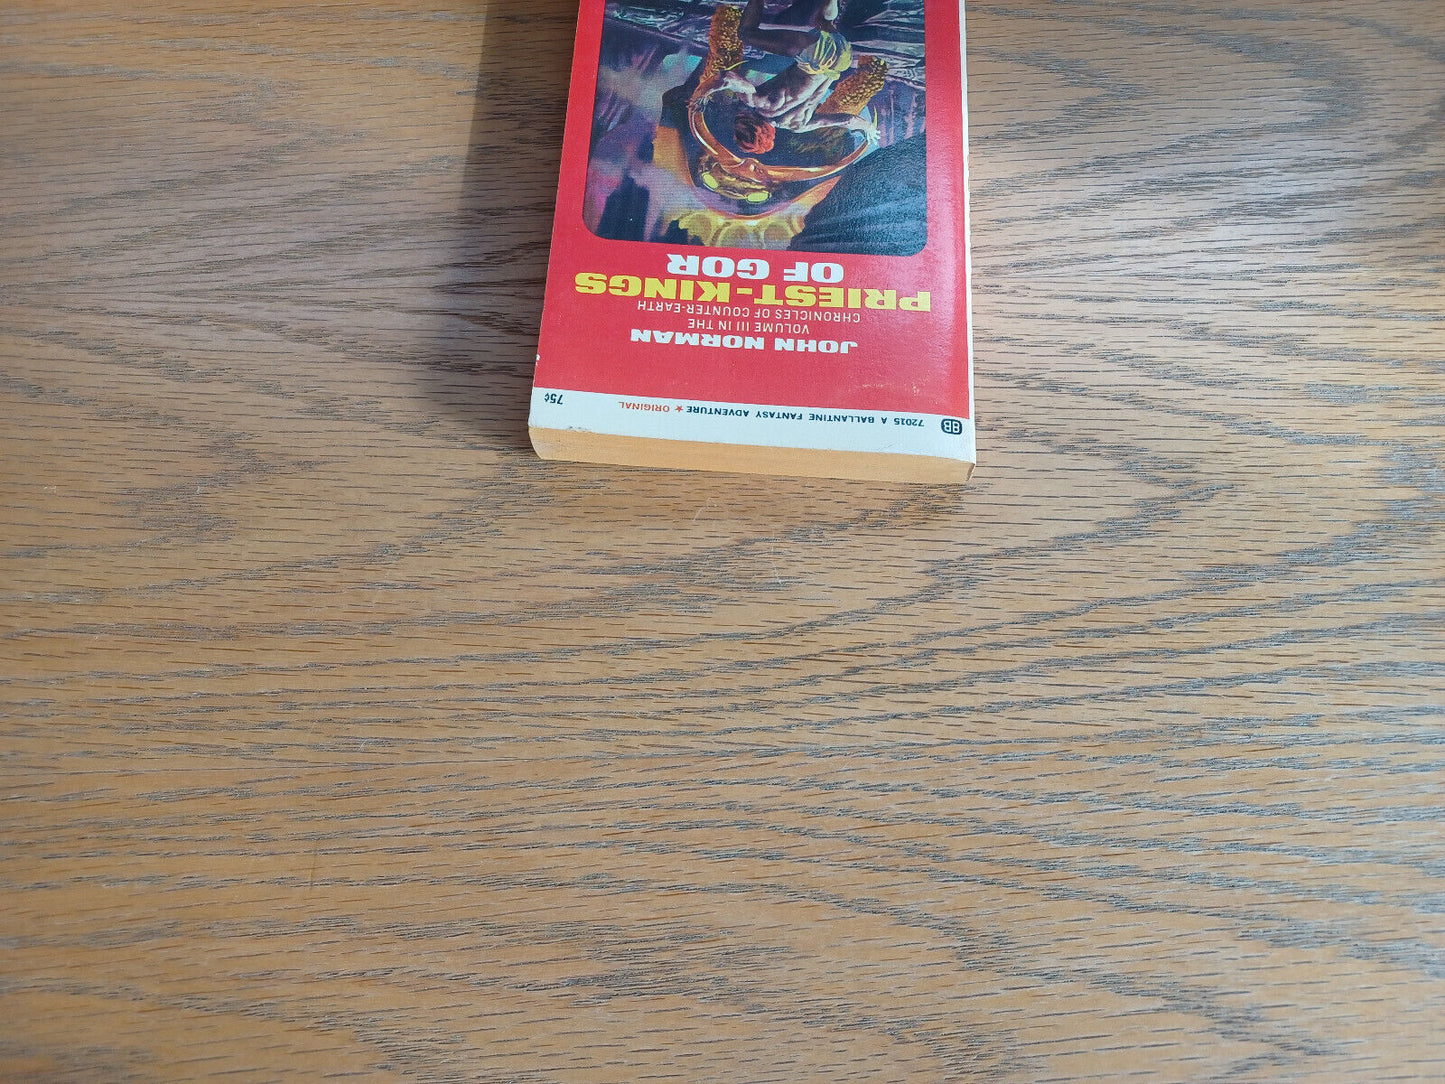 BB 72015 A BALLANTINE FANTASY ADVENTURE ★ ORIGINAL 75¢
JOHN NORMAN
VOLUME III IN THE
CHRONICLES OF COUNTER-EARTH
PRIEST-KINGS
OF GOR